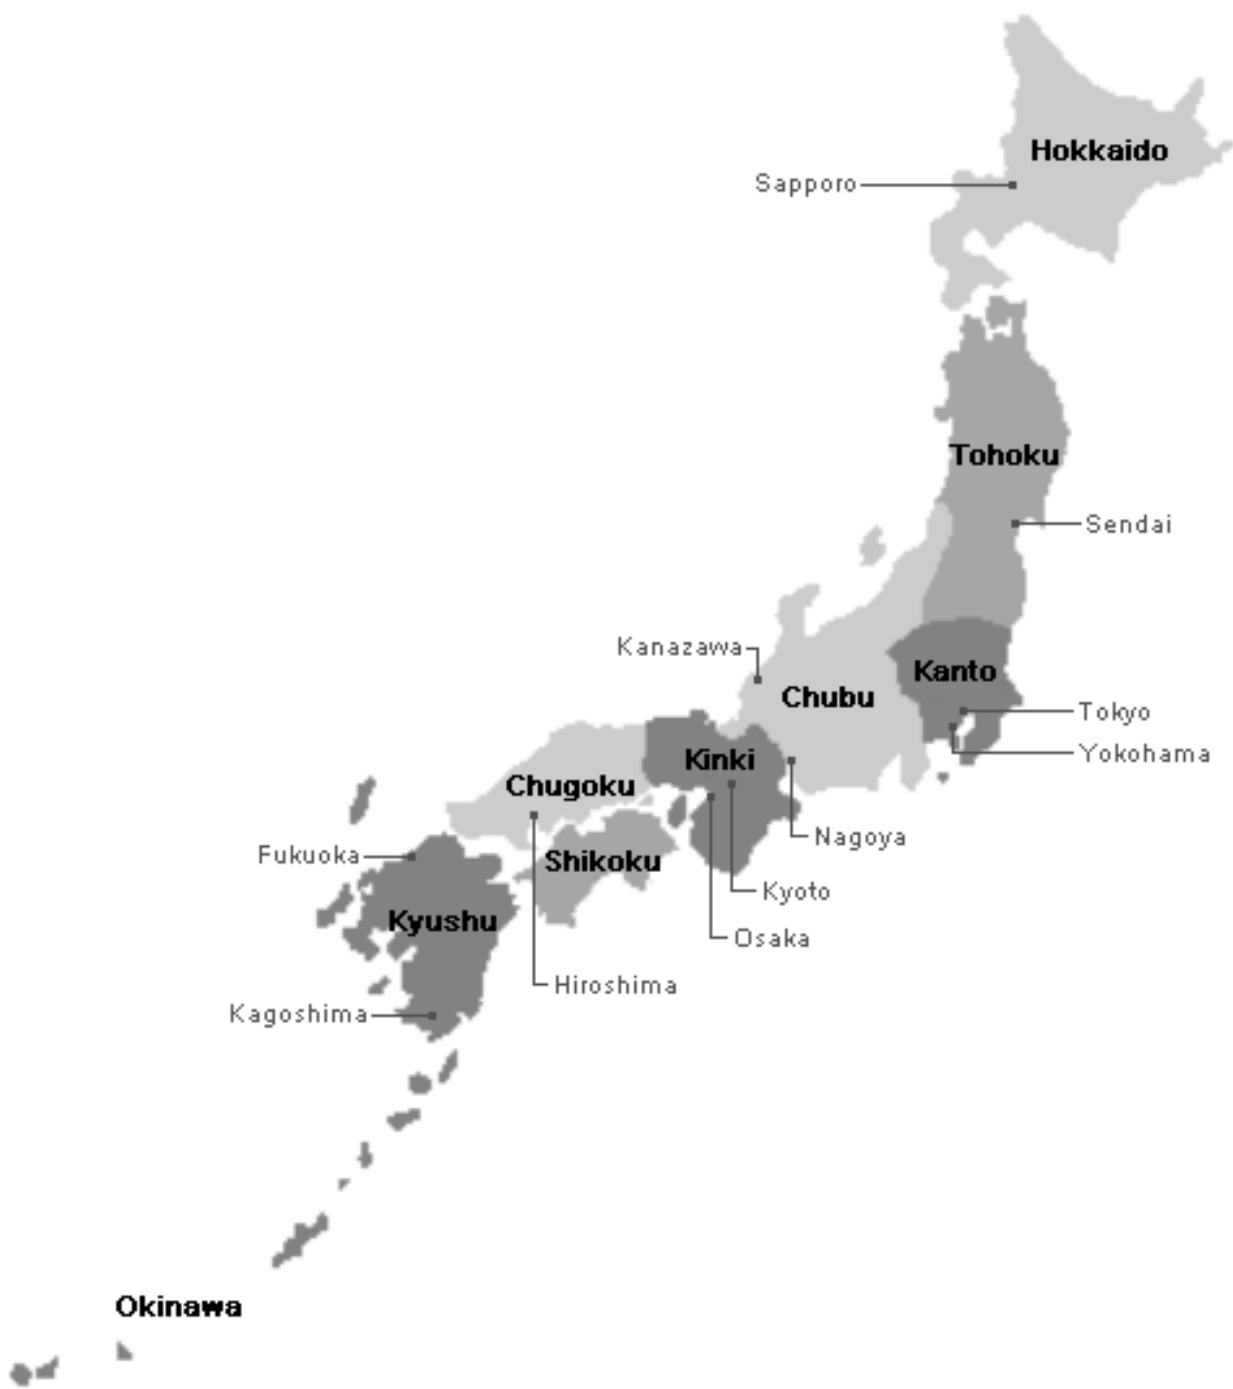 Hokkaido
Sapporo
Tohoku
Sendai
Kanazawa
Kanto
Chubu
Tokyo
Yokohama
Kinki
Chugoku
Nagoya
Fukuoka
Shikoku
Kyoto
Kyushu
Osaka
Hiroshima
Kagoshima
Okinawa